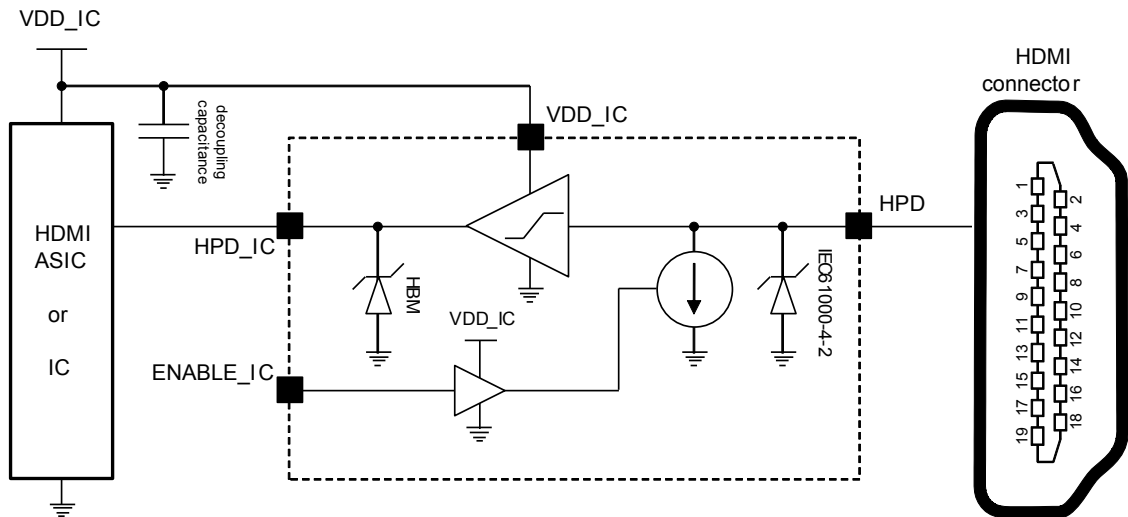 VDD_IC
HDMI
connector
decoupling
capacitance
VDD_IC
HPD
HDMI
ASIC
or
IC
HPD_IC
HBM
IEC61000-4-2
VDD_IC
ENABLE_IC
1
2
3
4
5
6
7
8
9
10
11
12
13
14
15
16
17
18
19